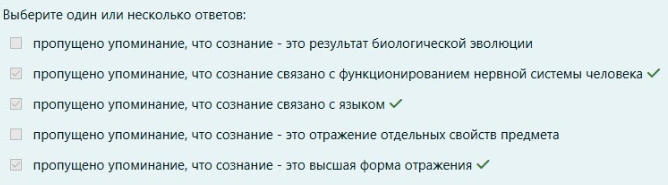 Выберите один или несколько ответов:
пропущено упоминание, что сознание - это результат биологической эволюции
пропущено упоминание, что сознание связано с функционированием нервной системы человека
пропущено упоминание, что сознание связано с языком
пропущено упоминание, что сознание - это отражение отдельных свойств предмета
пропущено упоминание, что сознание - это высшая форма отражения